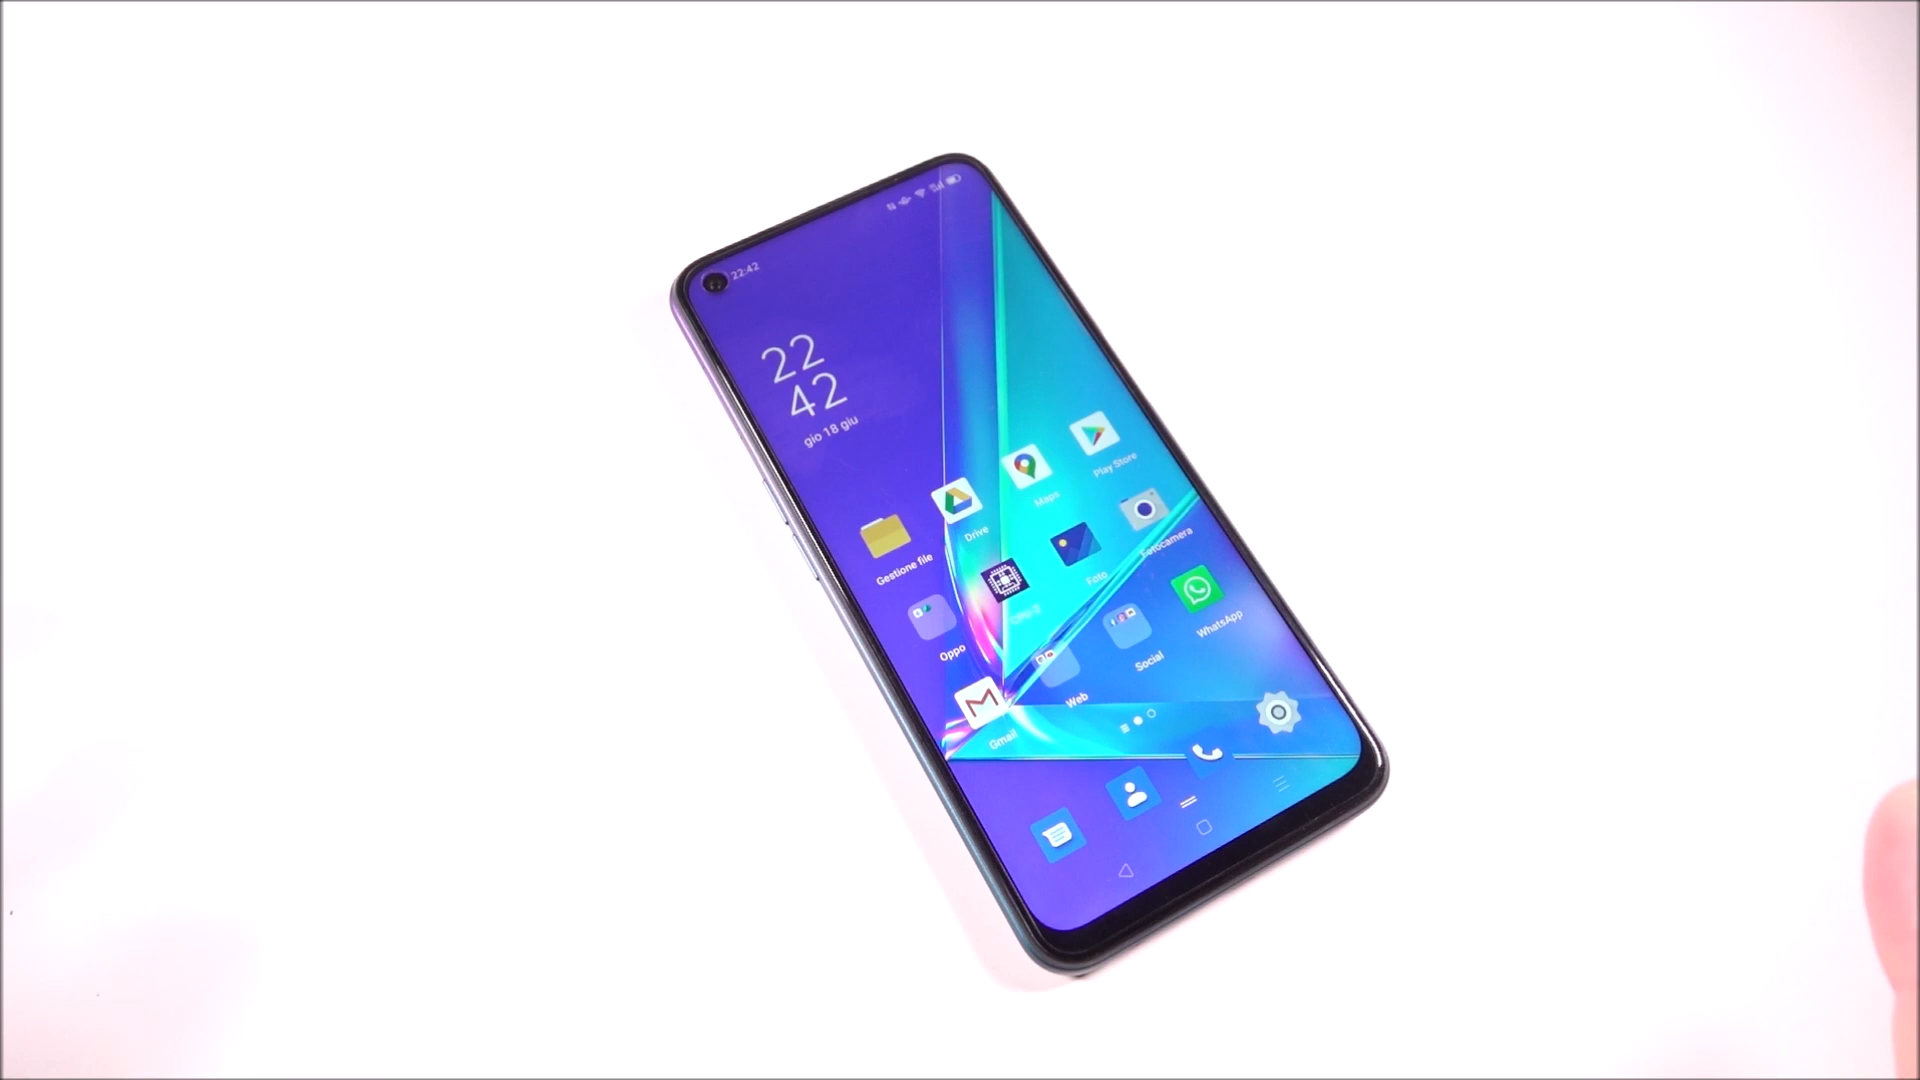 22:42
22
42
gio 18 giu
Gestione file
Drive
Maps
Play Store
Oppo
CPU-Z
Foto
Fotocamera
Gmail
Web
Social
WhatsApp